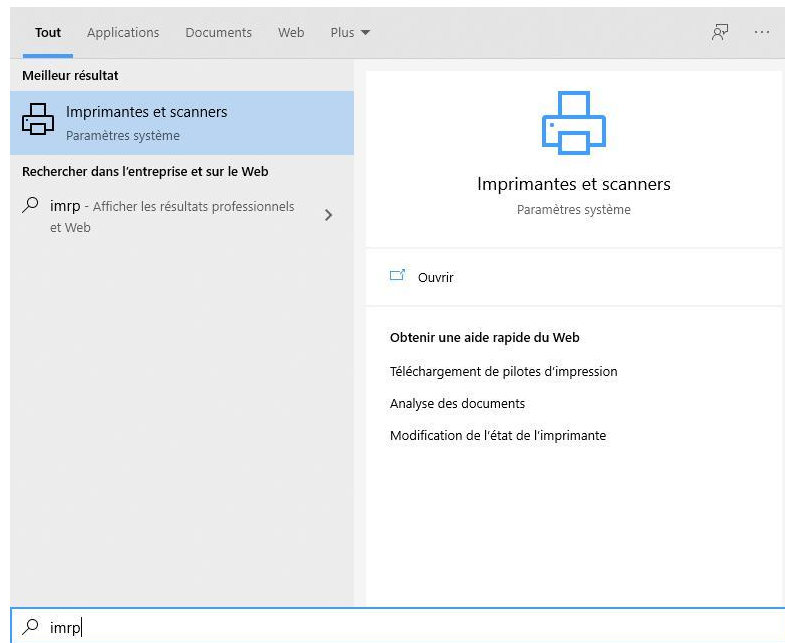 Tout Applications Documents Web Plus
Meilleur résultat
Imprimantes et scanners
Paramètres système
Rechercher dans l'entreprise et sur le Web
imrp - Afficher les résultats professionnels
et Web
Imprimantes et scanners
Paramètres système
Ouvrir
Obtenir une aide rapide du Web
Téléchargement de pilotes d'impression
Analyse des documents
Modification de l'état de l'imprimante
imrp